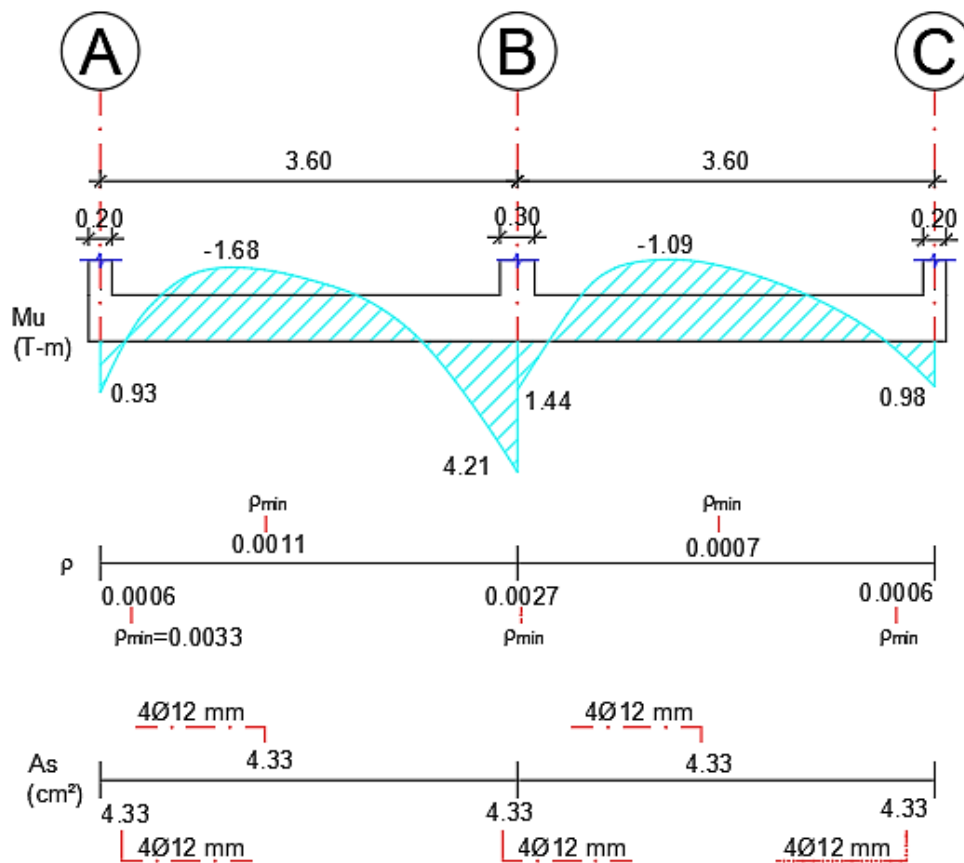 A B C
3.60 3.60
0.20 0.30 0.20
-1.68 -1.09
Mu
(T-m)
0.93 1.44 0.98
4.21
ρmin ρmin
0.0011 0.0007
ρ
0.0006 0.0027 0.0006
ρmin=0.0033 ρmin ρmin
4Ø12 mm 4Ø12 mm
4.33 4.33
As
(cm²)
4.33 4.33 4.33
4Ø12 mm 4Ø12 mm 4Ø12 mm